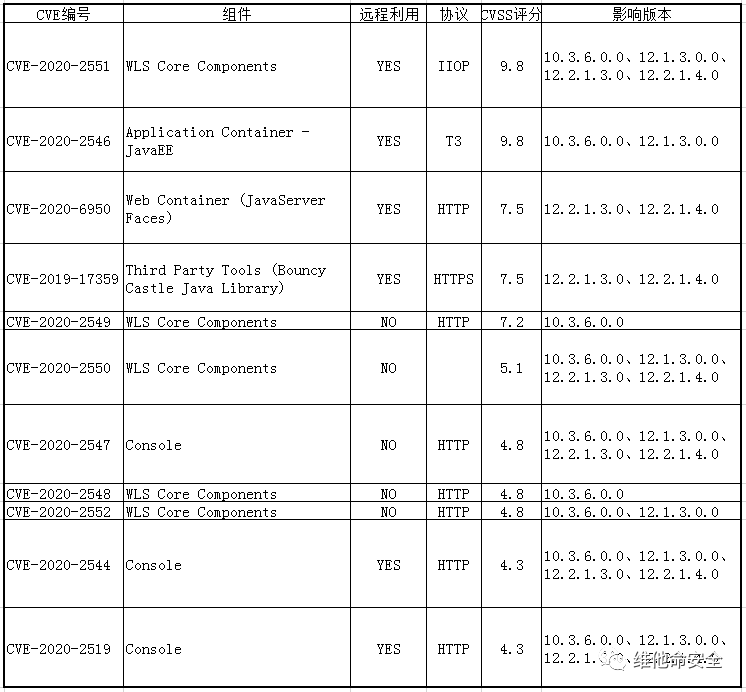 CVE编号 组件 远程利用 协议 CVSS评分 影响版本
CVE-2020-2551 WLS Core Components YES IIOP 9.8 10.3.6.0.0、12.1.3.0.0、
12.2.1.3.0、12.2.1.4.0
CVE-2020-2546 Application Container -
JavaEE YES T3 9.8 10.3.6.0.0、12.1.3.0.0
CVE-2020-6950 Web Container (JavaServer
Faces) YES HTTP 7.5 12.2.1.3.0、12.2.1.4.0
CVE-2019-17359 Third Party Tools (Bouncy
Castle Java Library) YES HTTPS 7.5 12.2.1.3.0、12.2.1.4.0
CVE-2020-2549 WLS Core Components NO HTTP 7.2 10.3.6.0.0
CVE-2020-2550 WLS Core Components NO 5.1 10.3.6.0.0、12.1.3.0.0、
12.2.1.3.0、12.2.1.4.0
CVE-2020-2547 Console NO HTTP 4.8 10.3.6.0.0、12.1.3.0.0、
12.2.1.3.0、12.2.1.4.0
CVE-2020-2548 WLS Core Components NO HTTP 4.8 10.3.6.0.0
CVE-2020-2552 WLS Core Components NO HTTP 4.8 10.3.6.0.0、12.1.3.0.0
CVE-2020-2544 Console YES HTTP 4.3 10.3.6.0.0、12.1.3.0.0、
12.2.1.3.0、12.2.1.4.0
CVE-2020-2519 Console YES HTTP 4.3 10.3.6.0.0、12.1.3.0.0、
维他命安全